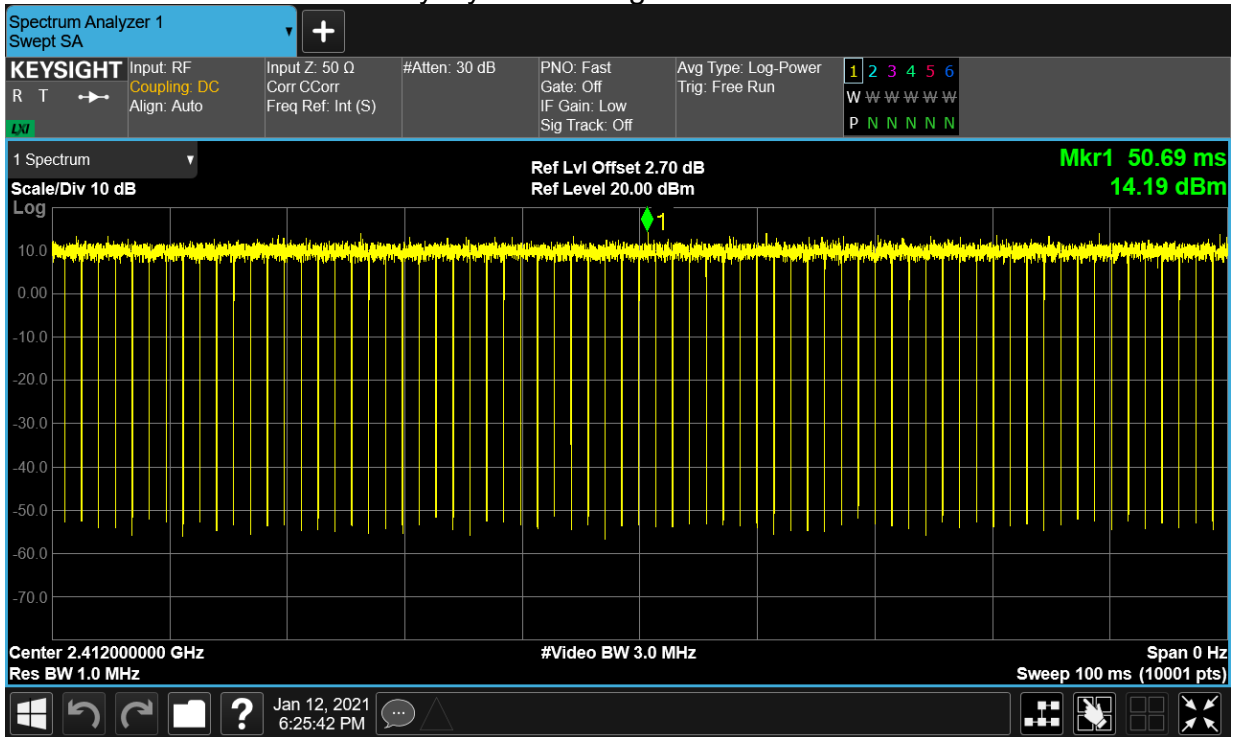 Spectrum Analyzer 1
Swept SA
+
KEYSIGHT
R T
LXI
Input: RF
Coupling: DC
Align: Auto
Input Z: 50 Ω
Corr CCorr
Freq Ref: Int (S)
#Atten: 30 dB
PNO: Fast
Gate: Off
IF Gain: Low
Sig Track: Off
Avg Type: Log-Power
Trig: Free Run
1 2 3 4 5 6
W W W W W W
P N N N N N
1 Spectrum
Scale/Div 10 dB
Log
Ref Lvl Offset 2.70 dB
Ref Level 20.00 dBm
Mkr1 50.69 ms
14.19 dBm
1
10.0
0.00
-10.0
-20.0
-30.0
-40.0
-50.0
-60.0
-70.0
Center 2.412000000 GHz
Res BW 1.0 MHz
#Video BW 3.0 MHz
Span 0 Hz
Sweep 100 ms (10001 pts)
?
Jan 12, 2021
6:25:42 PM